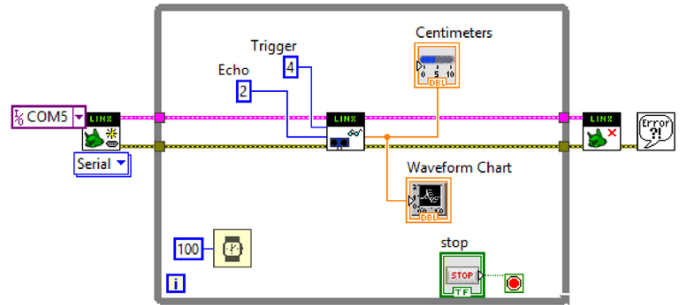 Centimeters
Trigger
4
Echo
2
0 5 10
DBL
I/O COM5
LINX
LINX
LINX
Error
?!
Serial
Waveform Chart
DBL
100
stop
STOP
TF
i